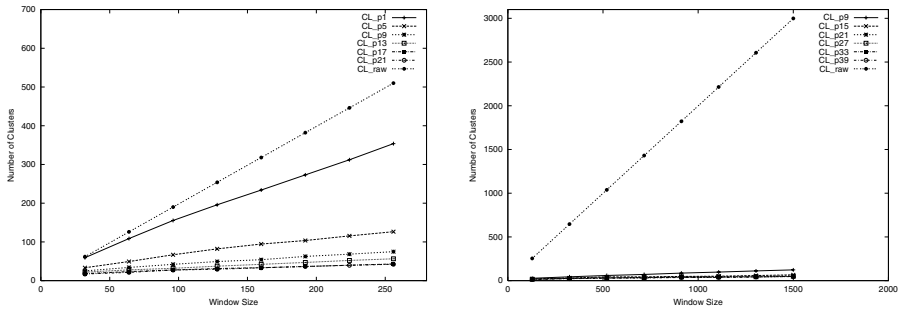 700
600
500
400
300
200
100
0
Number of Clusters
0
50
100
150
200
250
Window Size
CL_p1
CL_p5
CL_p9
CL_p13
CL_p17
CL_p21
CL_raw
3000
2500
2000
1500
1000
500
0
Number of Clusters
0
500
1000
1500
2000
Window Size
CL_p9
CL_p15
CL_p21
CL_p27
CL_p33
CL_p39
CL_raw